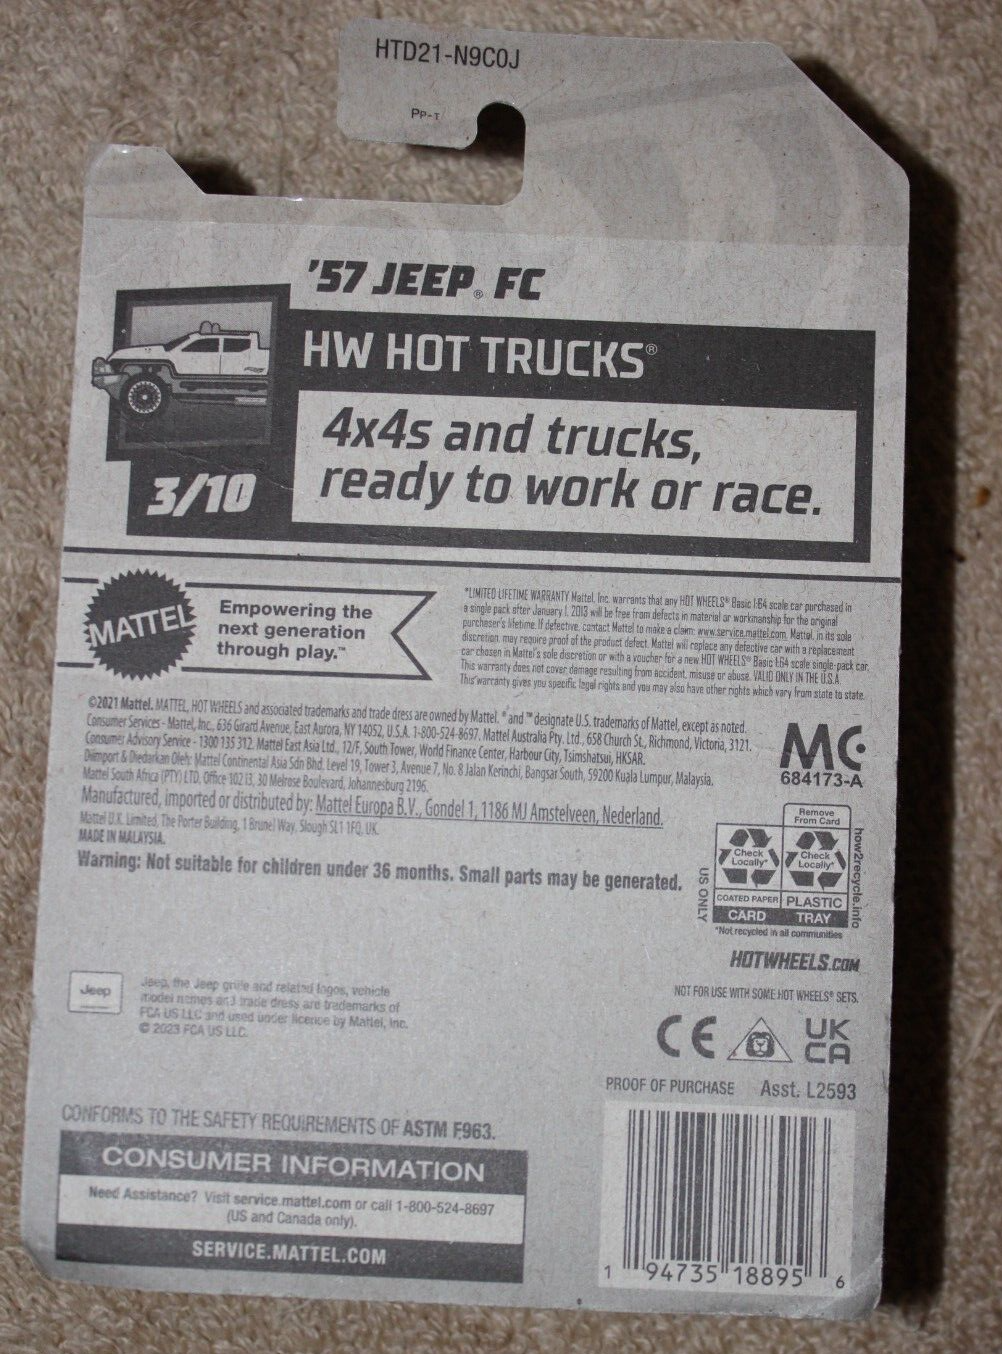 HTD21-N9C0J
PP-T
'57 JEEP® FC
HW HOT TRUCKS®
4x4s and trucks,
ready to work or race.
3/10
MATTEL
Empowering the
next generation
through play.™
*LIMITED LIFETIME WARRANTY Mattel, Inc. warrants that any HOT WHEELS® Basic 1:64 scale car purchased in
a single pack after January 1, 2013 will be free from defects in material or workmanship for the original
purchaser's lifetime. If defective, contact Mattel to make a claim: www.service.mattel.com. Mattel, in its sole
discretion, may require proof of the product defect. Mattel will replace any defective car with a replacement
car chosen in Mattel's sole discretion or with a voucher for a new HOT WHEELS® Basic 1:64 scale single-pack car.
This warranty does not cover damage resulting from accident, misuse or abuse. VALID ONLY IN THE U.S.A.
This warranty gives you specific legal rights and you may also have other rights which vary from state to state.
©2021 Mattel. MATTEL, HOT WHEELS and associated trademarks and trade dress are owned by Mattel. ® and ™ designate U.S. trademarks of Mattel, except as noted.
Consumer Services - Mattel, Inc., 636 Girard Avenue, East Aurora, NY 14052, U.S.A. 1-800-524-8697. Mattel Australia Pty. Ltd., 658 Church St., Richmond, Victoria, 3121.
Consumer Advisory Service - 1300 135 312. Mattel East Asia Ltd., 12/F, South Tower, World Finance Center, Harbour City, Tsimshatsui, HKSAR.
Diimport & Diedarkan Oleh: Mattel Continental Asia Sdn Bhd. Level 19, Tower 3, Avenue 7, No. 8 Jalan Kerinchi, Bangsar South, 59200 Kuala Lumpur, Malaysia.
Mattel South Africa (PTY) LTD, Office 102 I3, 30 Melrose Boulevard, Johannesburg 2196.
Manufactured, imported or distributed by: Mattel Europa B.V., Gondel 1, 1186 MJ Amstelveen, Nederland.
Mattel U.K. Limited, The Porter Building, 1 Brunel Way, Slough SL1 1FQ, UK.
MADE IN MALAYSIA.
Warning: Not suitable for children under 36 months. Small parts may be generated.
MC
684173-A
Remove
From Card
Check
Locally*
Check
Locally*
COATED PAPER
PLASTIC
CARD
TRAY
US ONLY
how2recycle.info
*Not recycled in all communities
HOTWHEELS.COM
NOT FOR USE WITH SOME HOT WHEELS® SETS.
Jeep
Jeep, the Jeep grille and related logos, vehicle
model names and trade dress are trademarks of
FCA US LLC and used under licence by Mattel, Inc.
© 2023 FCA US LLC.
CE
UK
CA
PROOF OF PURCHASE Asst. L2593
CONFORMS TO THE SAFETY REQUIREMENTS OF ASTM F963.
CONSUMER INFORMATION
Need Assistance? Visit service.mattel.com or call 1-800-524-8697
(US and Canada only).
SERVICE.MATTEL.COM
1 94735 18895 6